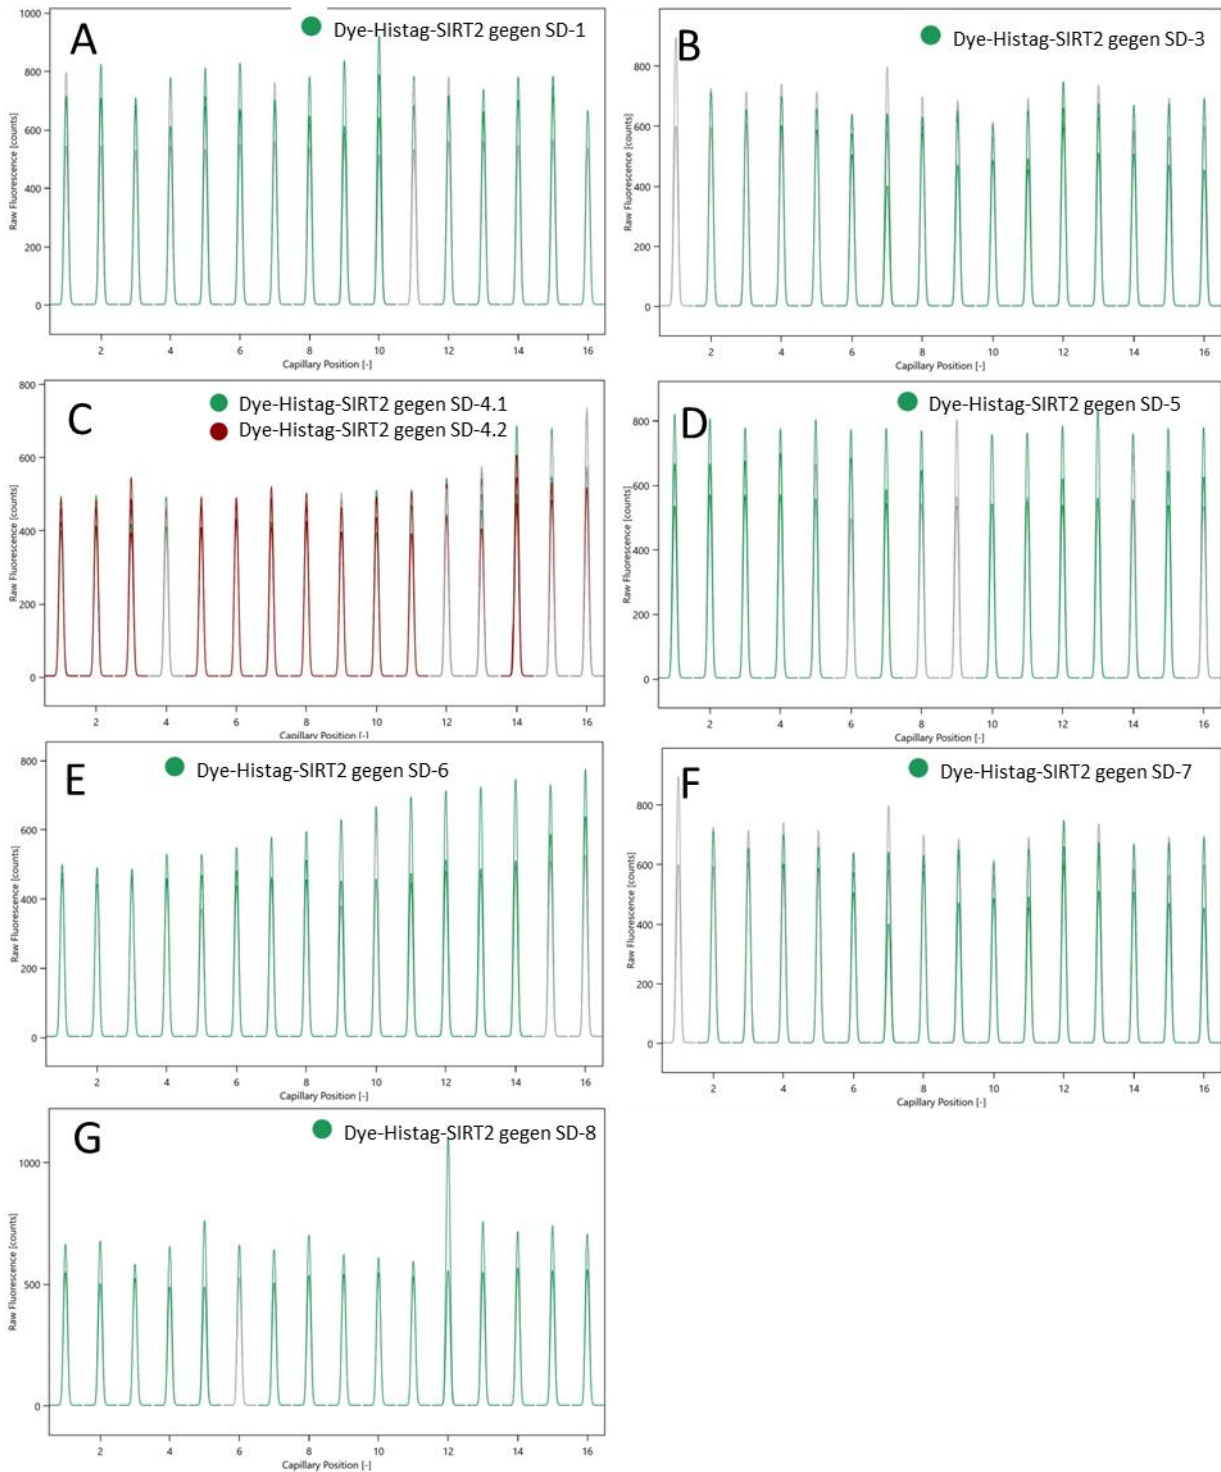 A
Dye-Histag-SIRT2 gegen SD-1
1000
800
600
400
200
0
Raw Fluorescence [counts]
2 4 6 8 10 12 14 16
Capillary Position [-]
B
Dye-Histag-SIRT2 gegen SD-3
800
600
400
200
0
Raw Fluorescence [counts]
2 4 6 8 10 12 14 16
Capillary Position [-]
C
Dye-Histag-SIRT2 gegen SD-4.1
Dye-Histag-SIRT2 gegen SD-4.2
800
600
400
200
0
Raw Fluorescence [counts]
2 4 6 8 10 12 14 16
Capillary Position [-]
D
Dye-Histag-SIRT2 gegen SD-5
800
600
400
200
0
Raw Fluorescence [counts]
2 4 6 8 10 12 14 16
Capillary Position [-]
E
Dye-Histag-SIRT2 gegen SD-6
800
600
400
200
0
Raw Fluorescence [counts]
2 4 6 8 10 12 14 16
Capillary Position [-]
F
Dye-Histag-SIRT2 gegen SD-7
800
600
400
200
0
Raw Fluorescence [counts]
2 4 6 8 10 12 14 16
Capillary Position [-]
G
Dye-Histag-SIRT2 gegen SD-8
1000
500
0
Raw Fluorescence [counts]
2 4 6 8 10 12 14 16
Capillary Position [-]